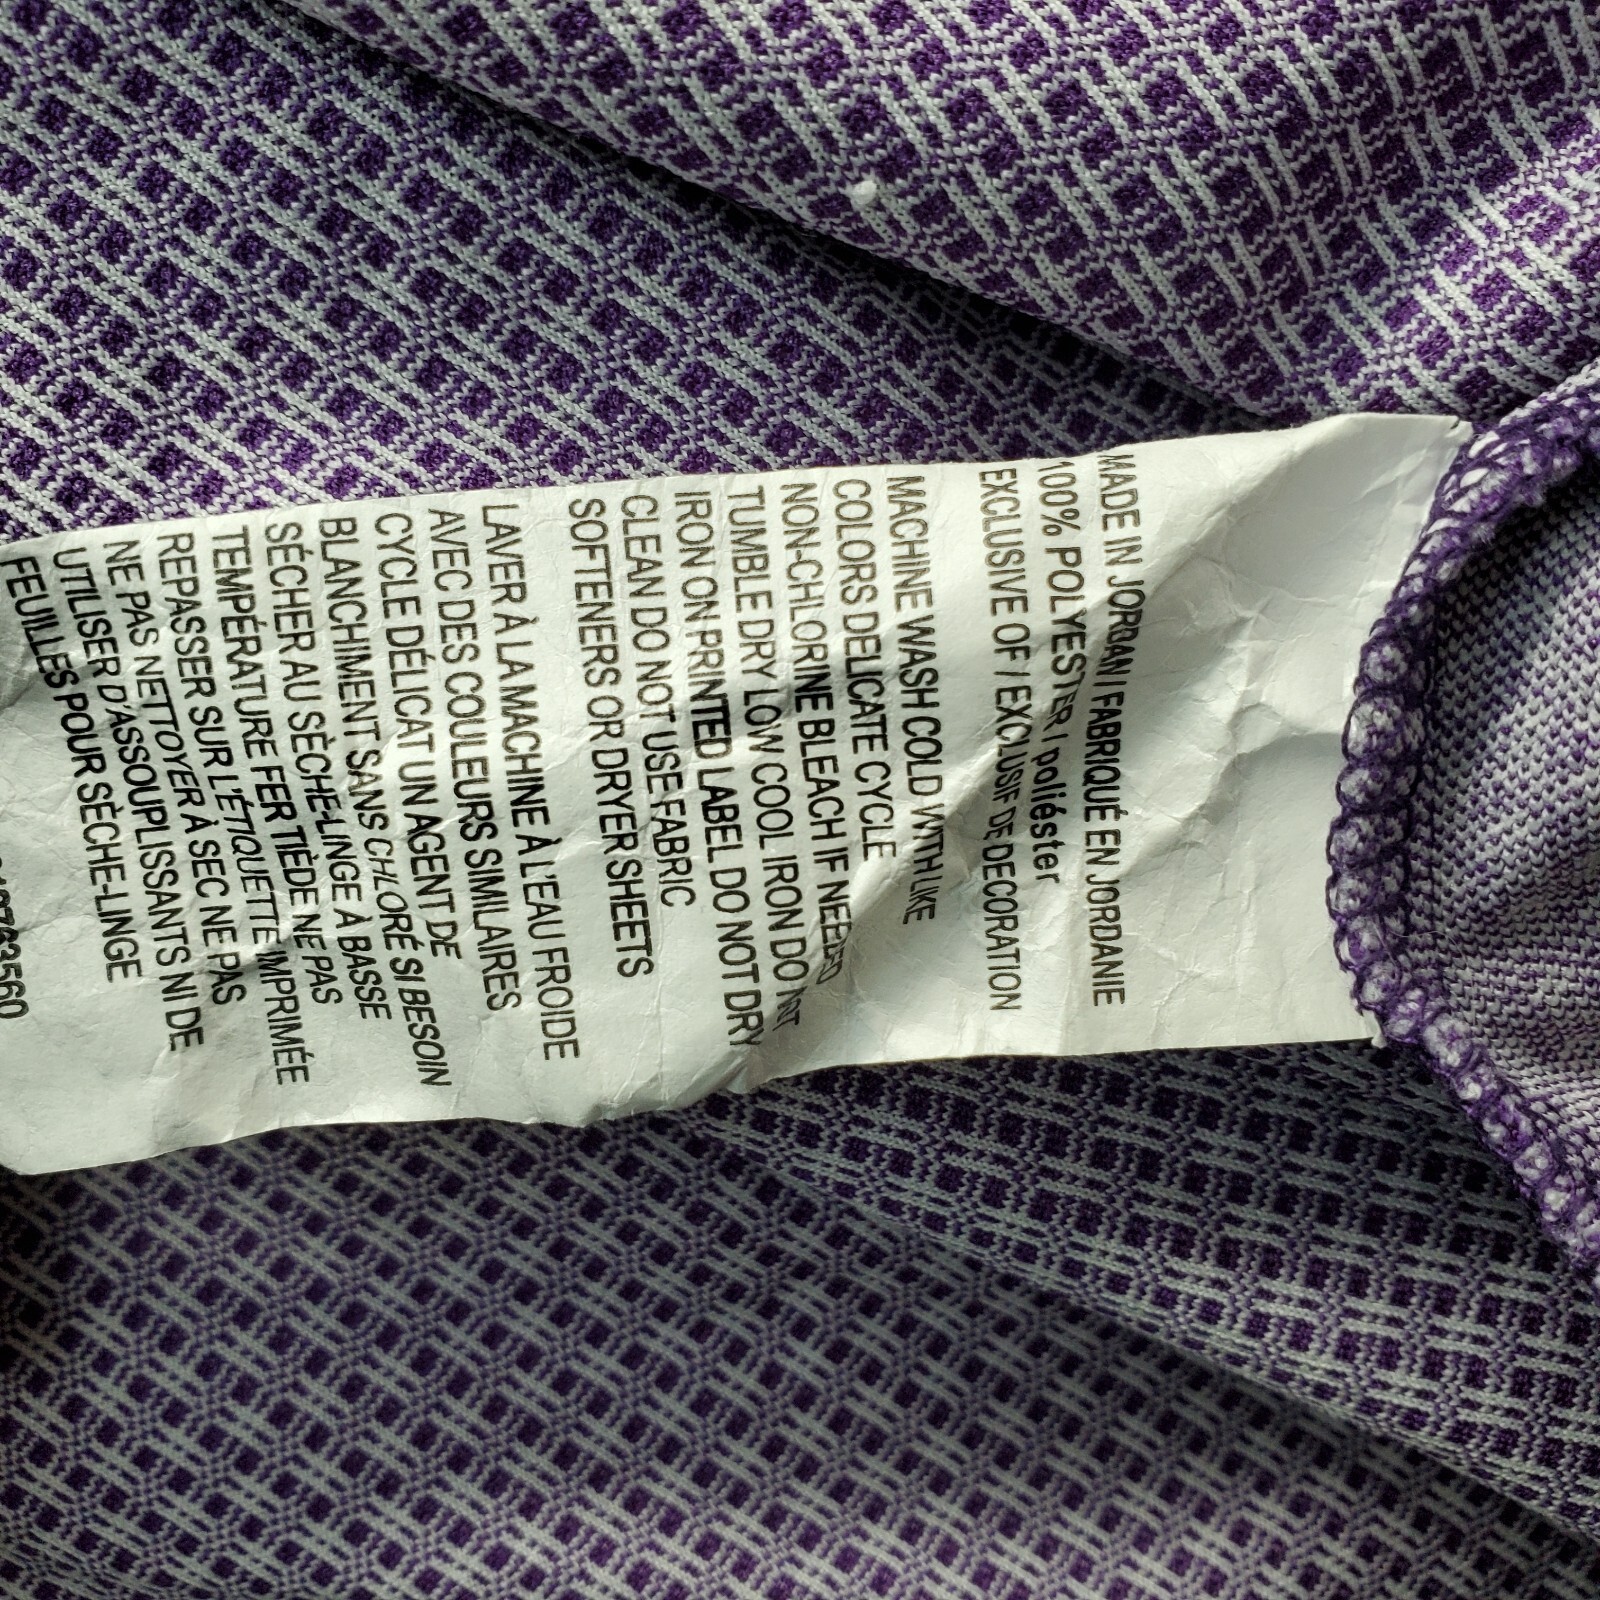 MADE IN JORDAN / FABRIQUÉ EN JORDANIE
100% POLYESTER / poliéster
EXCLUSIVE OF / EXCLUSIF DE DECORATION
MACHINE WASH COLD WITH LIKE
COLORS DELICATE CYCLE
NON-CHLORINE BLEACH IF NEEDED
TUMBLE DRY LOW COOL IRON DO NOT
IRON ON PRINTED LABEL DO NOT DRY
CLEAN DO NOT USE FABRIC
SOFTENERS OR DRYER SHEETS
LAVER À LA MACHINE À L'EAU FROIDE
AVEC DES COULEURS SIMILAIRES
CYCLE DÉLICAT UN AGENT DE
BLANCHIMENT SANS CHLORÉ SI BESOIN
SÉCHER AU SÈCHE-LINGE À BASSE
TEMPÉRATURE FER TIÈDE NE PAS
REPASSER SUR L'ÉTIQUETTE IMPRIMÉE
NE PAS NETTOYER À SEC NE PAS
UTILISER D'ASSOUPLISSANTS NI DE
FEUILLES POUR SÈCHE-LINGE